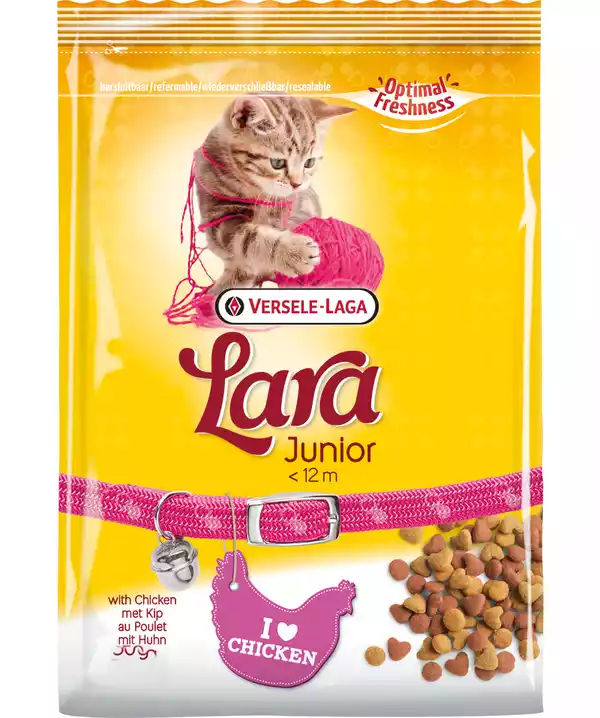 hersluitbaar/refermable/wiederverschließbar/resealable
Optimal
Freshness
VERSELE-LAGA
Lara
Junior
< 12 m
with Chicken
met Kip
au Poulet
mit Huhn
I ♥
CHICKEN